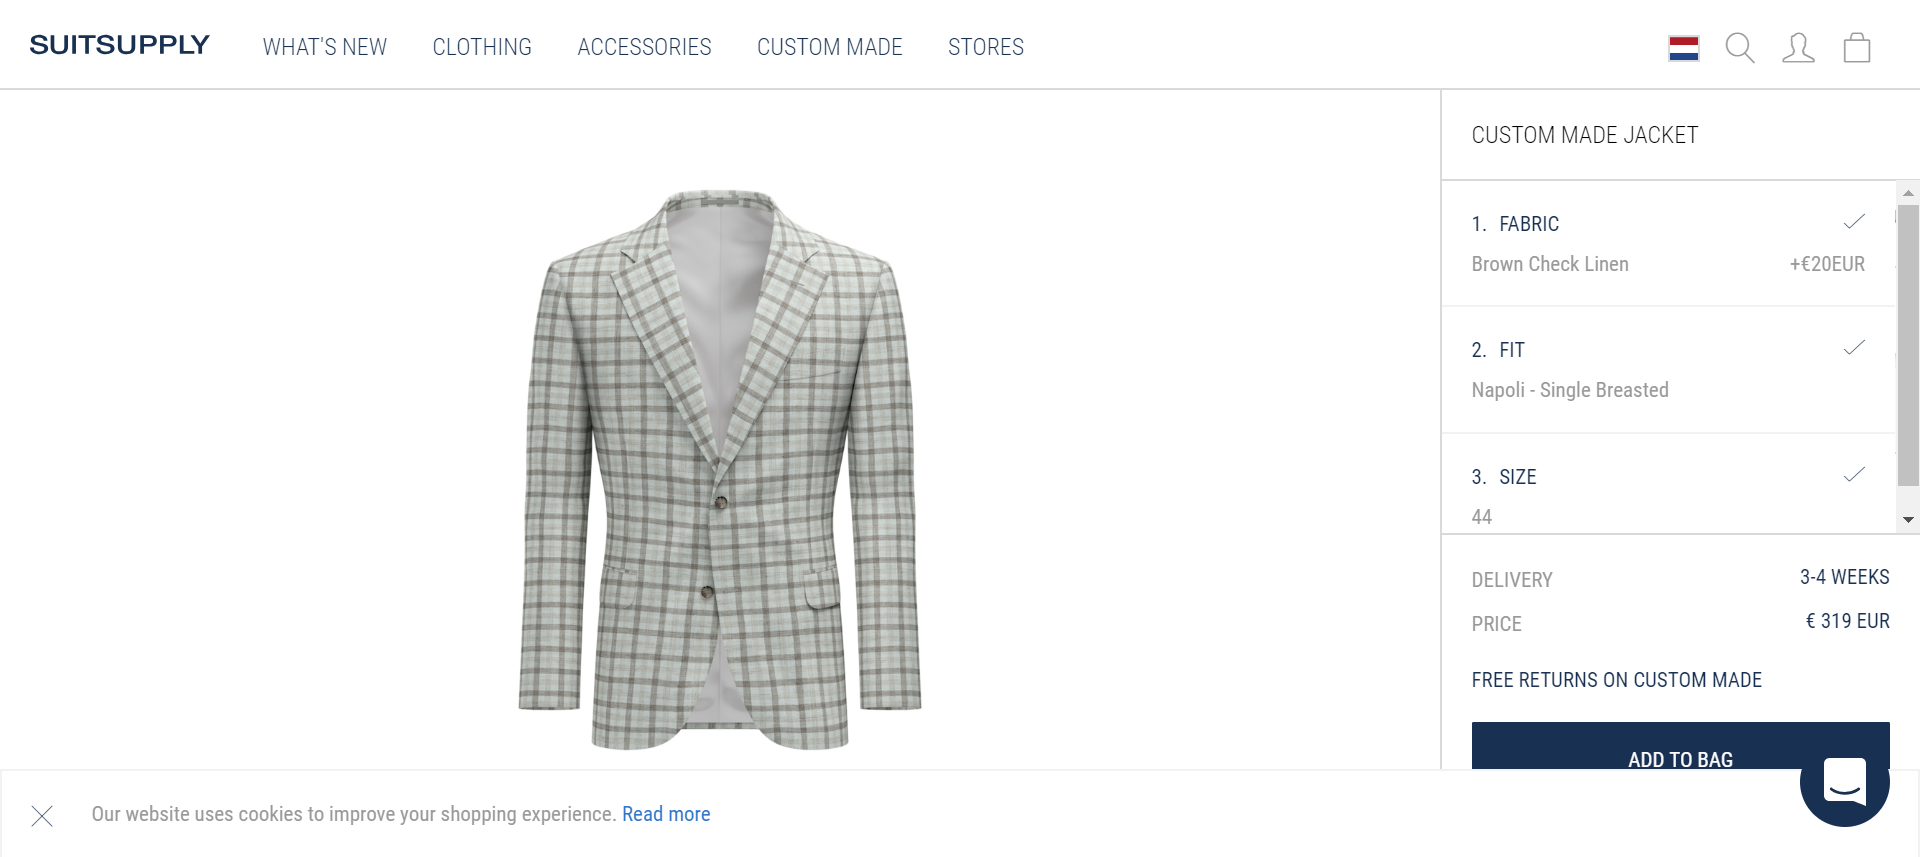 SUITSUPPLY WHAT'S NEW CLOTHING ACCESSORIES CUSTOM MADE STORES
CUSTOM MADE JACKET
1. FABRIC
Brown Check Linen +€20EUR
2. FIT
Napoli - Single Breasted
3. SIZE
44
DELIVERY 3-4 WEEKS
PRICE € 319 EUR
FREE RETURNS ON CUSTOM MADE
ADD TO BAG
Our website uses cookies to improve your shopping experience. Read more